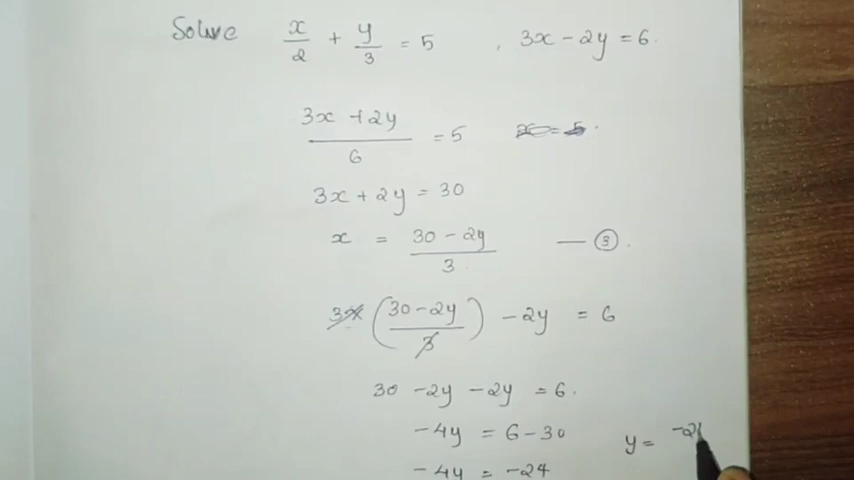 Solve x/2 + y/3 = 5 , 3x - 2y = 6.
(3x + 2y)/6 = 5
3x + 2y = 30
x = (30 - 2y)/3 — ③.
3x ((30 - 2y)/3) - 2y = 6
30 - 2y - 2y = 6.
-4y = 6 - 30
-4y = -24
y =